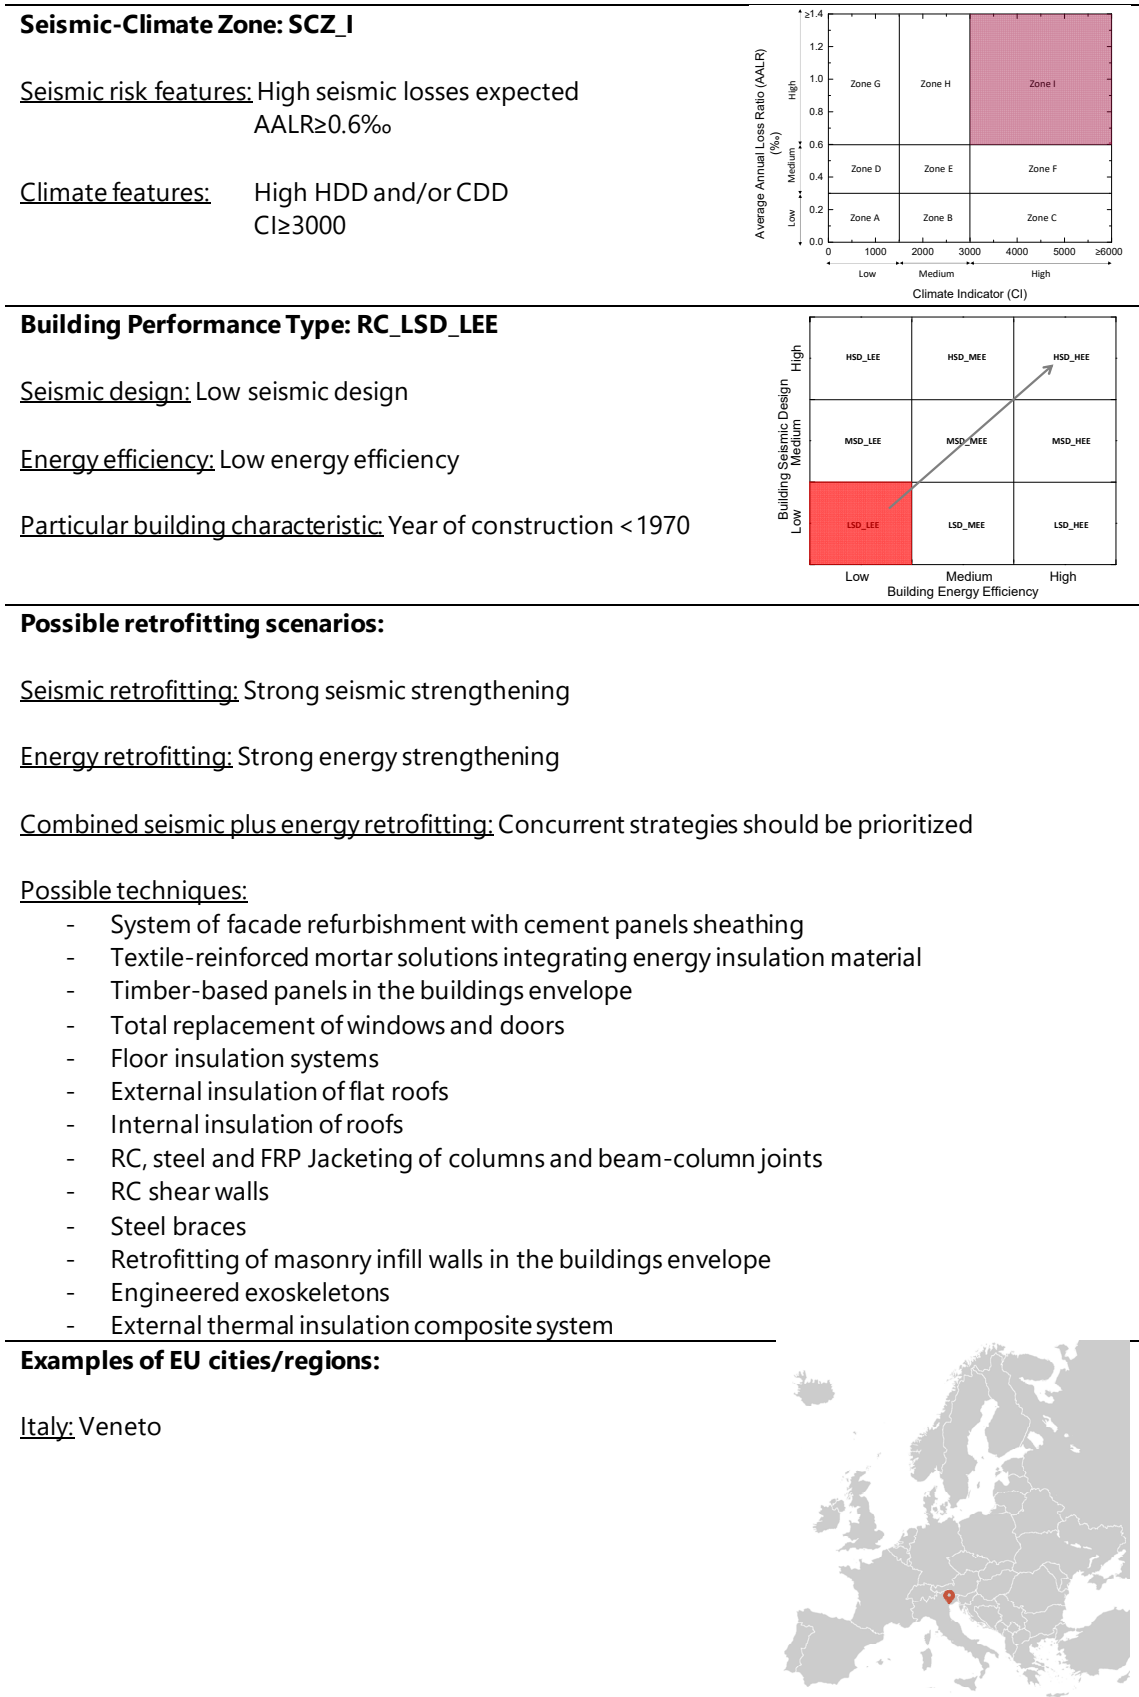 Seismic-Climate Zone: SCZ_I
Seismic risk features: High seismic losses expected
AALR≥0.6‰
Climate features: High HDD and/or CDD
CI≥3000
Average Annual Loss Ratio (AALR)
(‰)
Low Medium High
≥1.4
1.2
1.0
0.8
0.6
0.4
0.2
0.0
Zone G Zone H Zone I
Zone D Zone E Zone F
Zone A Zone B Zone C
0 1000 2000 3000 4000 5000 ≥6000
Low Medium High
Climate Indicator (CI)
Building Performance Type: RC_LSD_LEE
Seismic design: Low seismic design
Energy efficiency: Low energy efficiency
Particular building characteristic: Year of construction <1970
Building Seismic Design
Low Medium High
HSD_LEE HSD_MEE HSD_HEE
MSD_LEE MSD_MEE MSD_HEE
LSD_LEE LSD_MEE LSD_HEE
Low Medium High
Building Energy Efficiency
Possible retrofitting scenarios:
Seismic retrofitting: Strong seismic strengthening
Energy retrofitting: Strong energy strengthening
Combined seismic plus energy retrofitting: Concurrent strategies should be prioritized
Possible techniques:
- System of facade refurbishment with cement panels sheathing
- Textile-reinforced mortar solutions integrating energy insulation material
- Timber-based panels in the buildings envelope
- Total replacement of windows and doors
- Floor insulation systems
- External insulation of flat roofs
- Internal insulation of roofs
- RC, steel and FRP Jacketing of columns and beam-column joints
- RC shear walls
- Steel braces
- Retrofitting of masonry infill walls in the buildings envelope
- Engineered exoskeletons
- External thermal insulation composite system
Examples of EU cities/regions:
Italy: Veneto